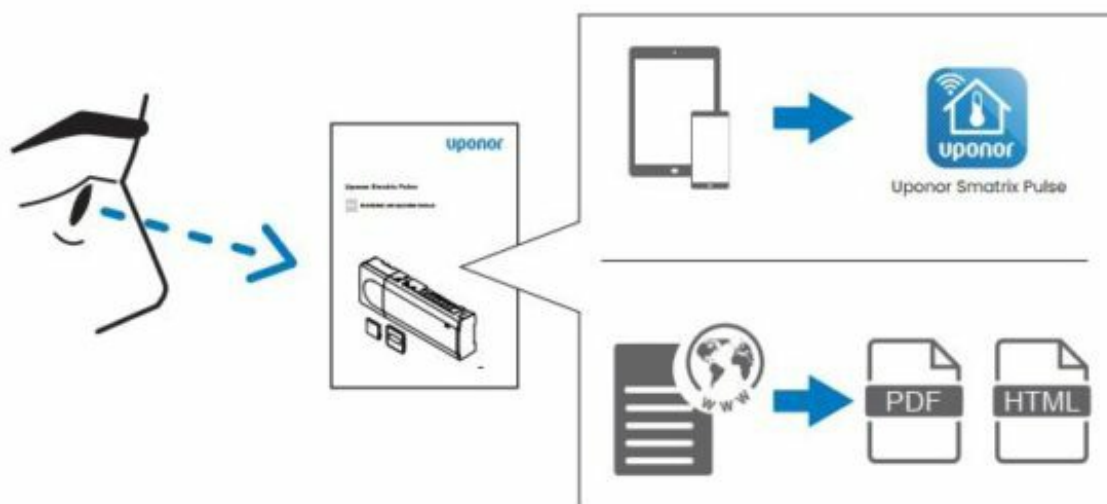 uponor
Uponor Smatrix Pulse
uponor
Uponor Smatrix Pulse
WWW
PDF
HTML